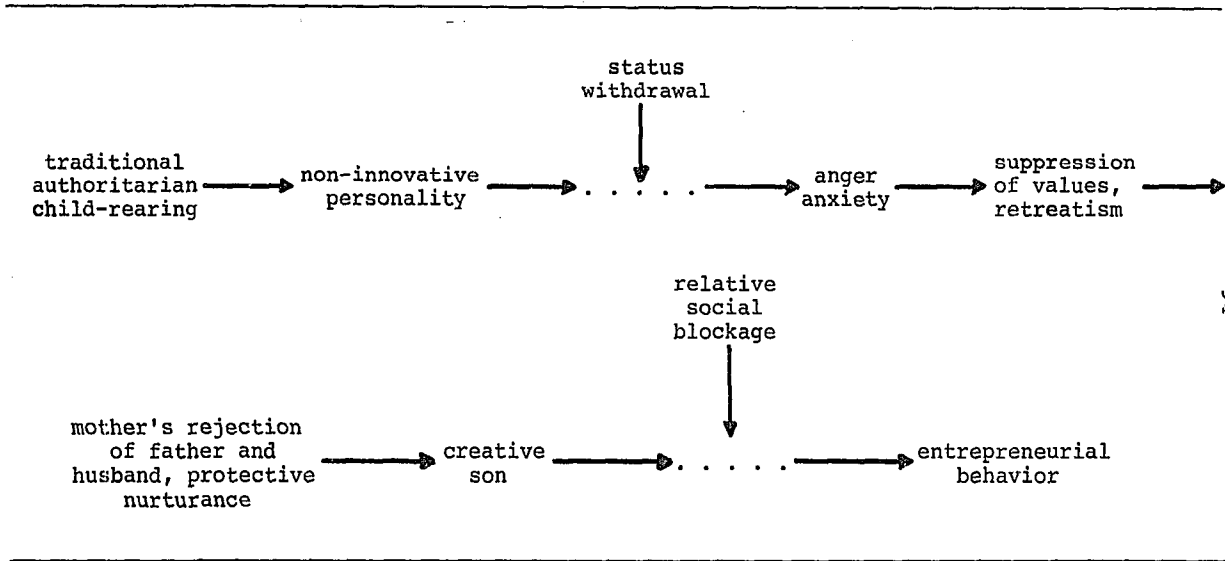 status
withdrawal
traditional
authoritarian
child-rearing
non-innovative
personality
. . . . .
anger
anxiety
suppression
of values,
retreatism
relative
social
blockage
mother's rejection
of father and
husband, protective
nurturance
creative
son
. . . . .
entrepreneurial
behavior